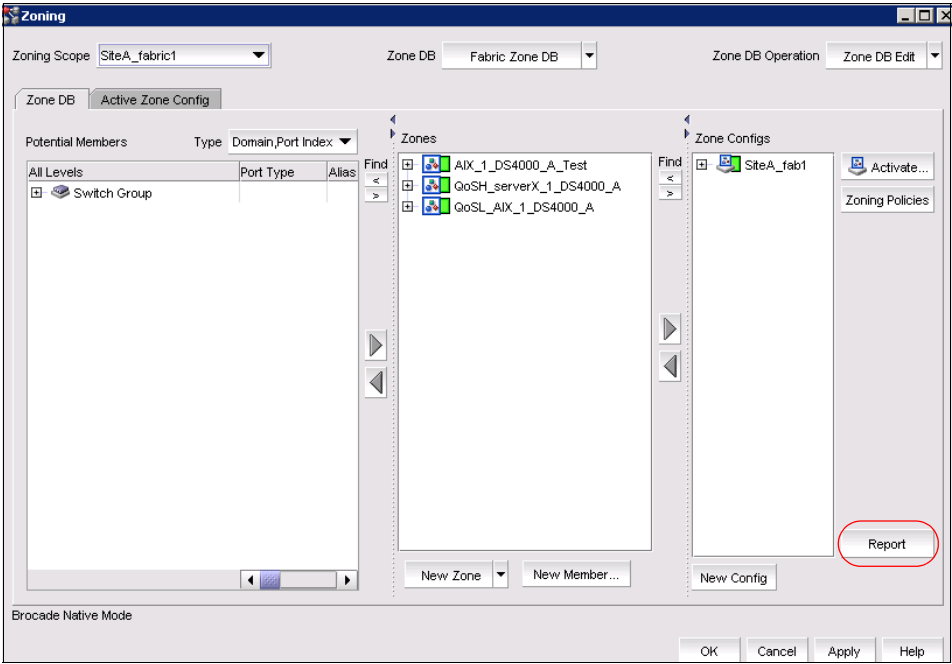 Zoning
Zoning Scope SiteA_fabric1 Zone DB Fabric Zone DB Zone DB Operation Zone DB Edit
Zone DB Active Zone Config
Potential Members Type Domain,Port Index
All Levels Port Type Alias
Switch Group
Find
<
>
Zones
AIX_1_DS4000_A_Test
QoSH_serverX_1_DS4000_A
QoSL_AIX_1_DS4000_A
Find
<
>
Zone Configs
SiteA_fab1
Activate...
Zoning Policies
Report
New Zone New Member... New Config
Brocade Native Mode
OK Cancel Apply Help